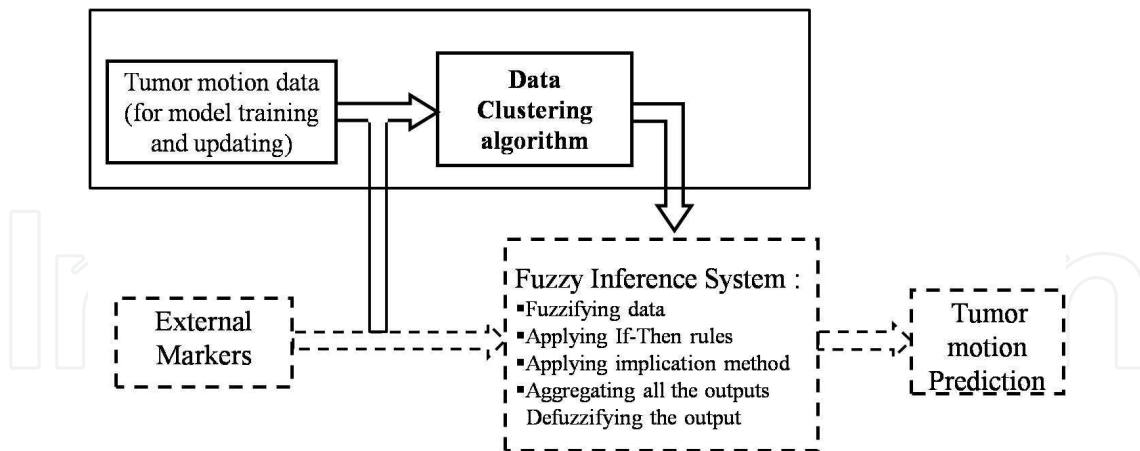 Tumor motion data
(for model training
and updating)
Data
Clustering
algorithm
Fuzzy Inference System :
▪Fuzzifying data
▪Applying If-Then rules
▪Applying implication method
▪Aggregating all the outputs
Defuzzifying the output
External
Markers
Tumor
motion
Prediction